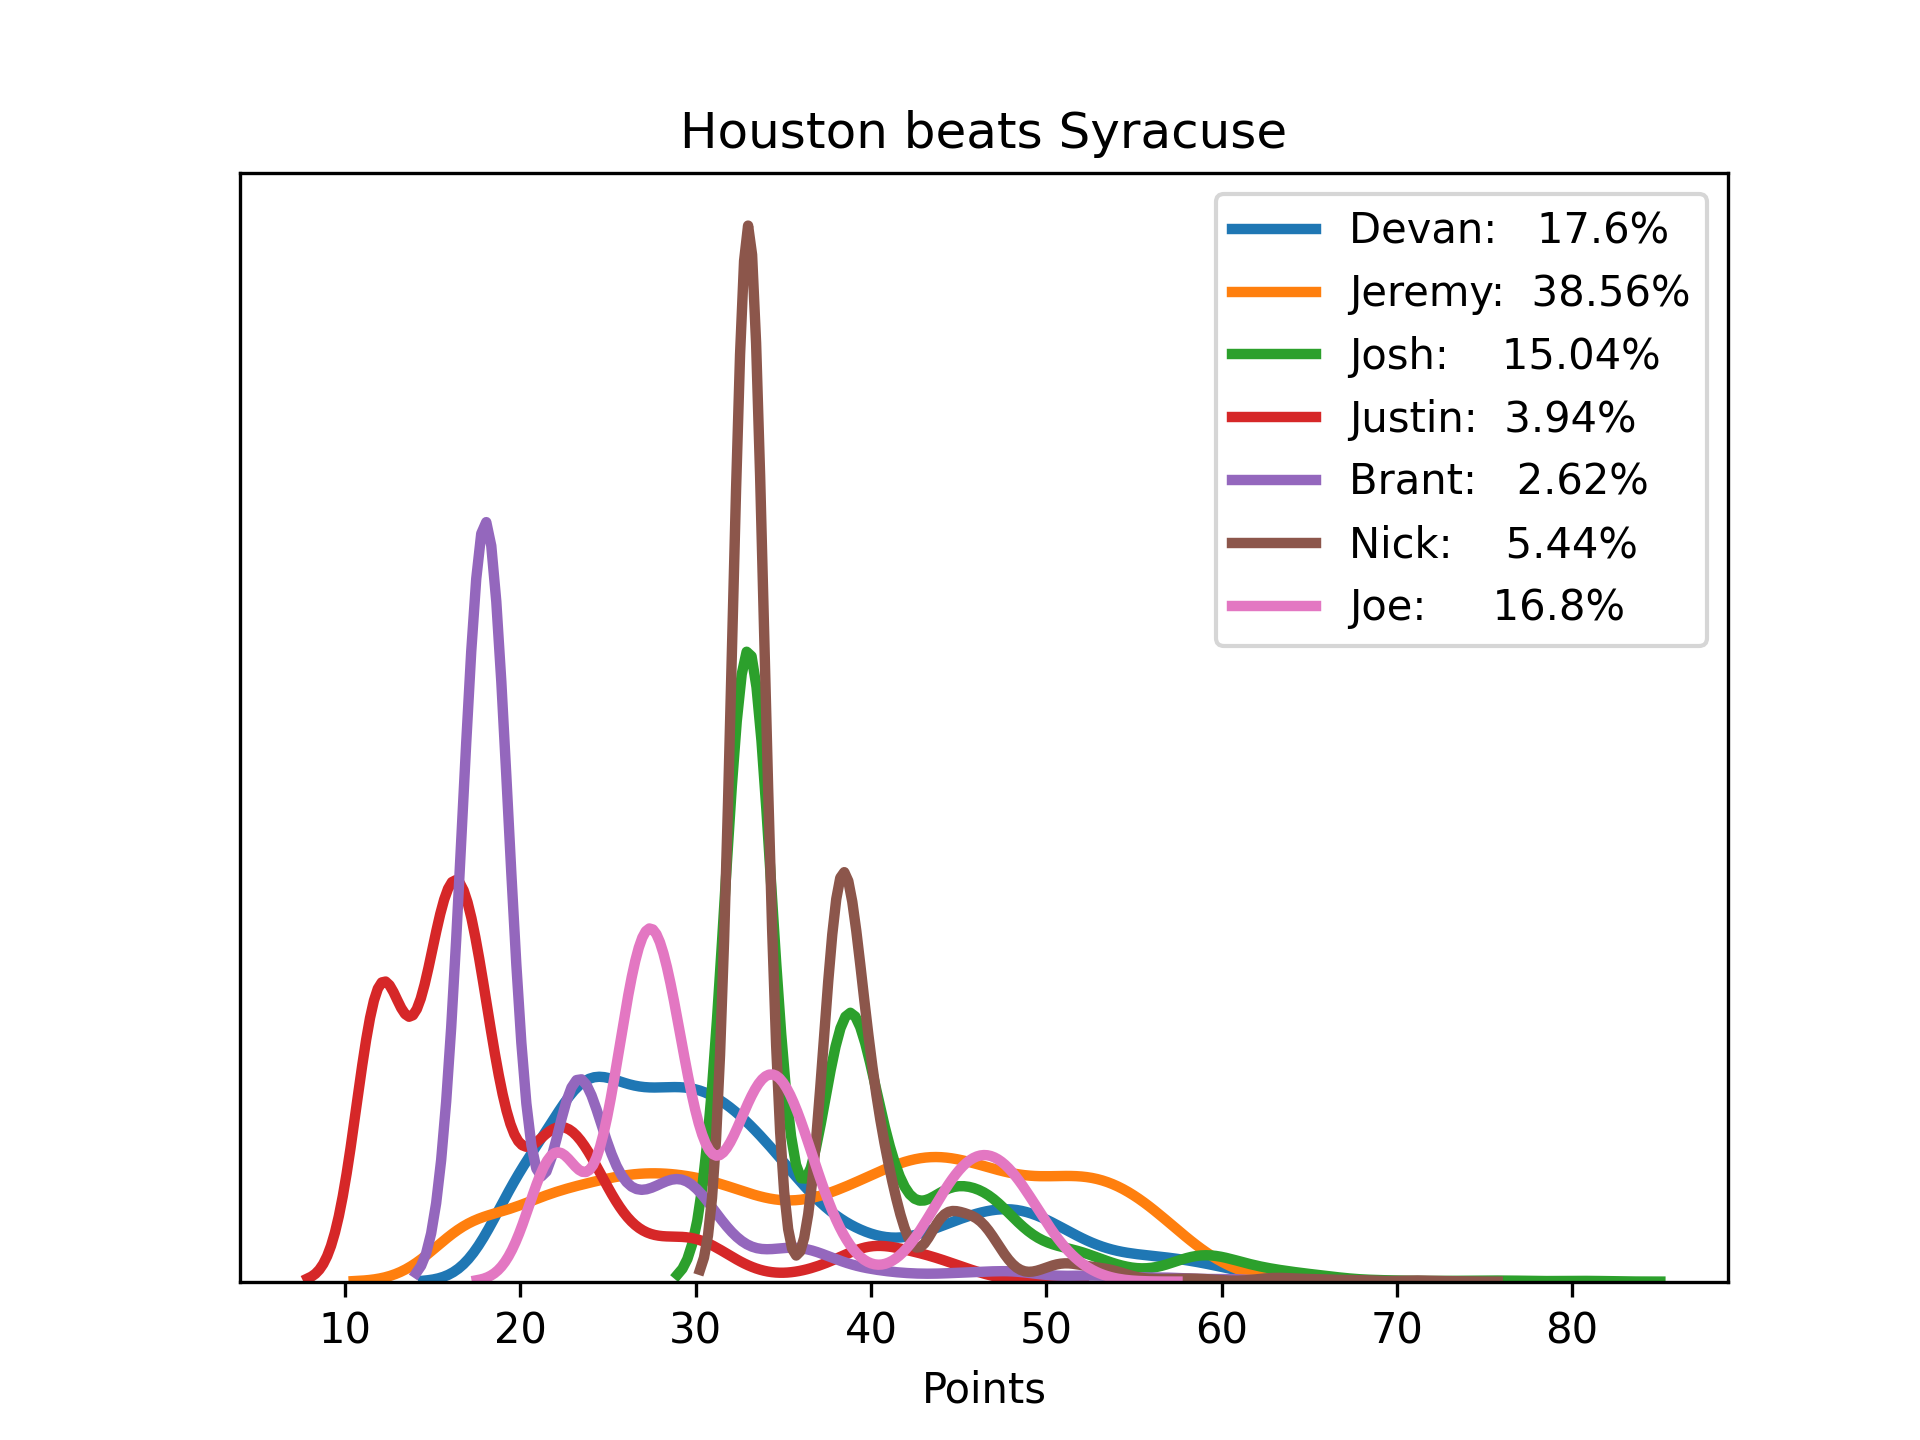 Houston beats Syracuse
Devan: 17.6%
Jeremy: 38.56%
Josh: 15.04%
Justin: 3.94%
Brant: 2.62%
Nick: 5.44%
Joe: 16.8%
10 20 30 40 50 60 70 80
Points